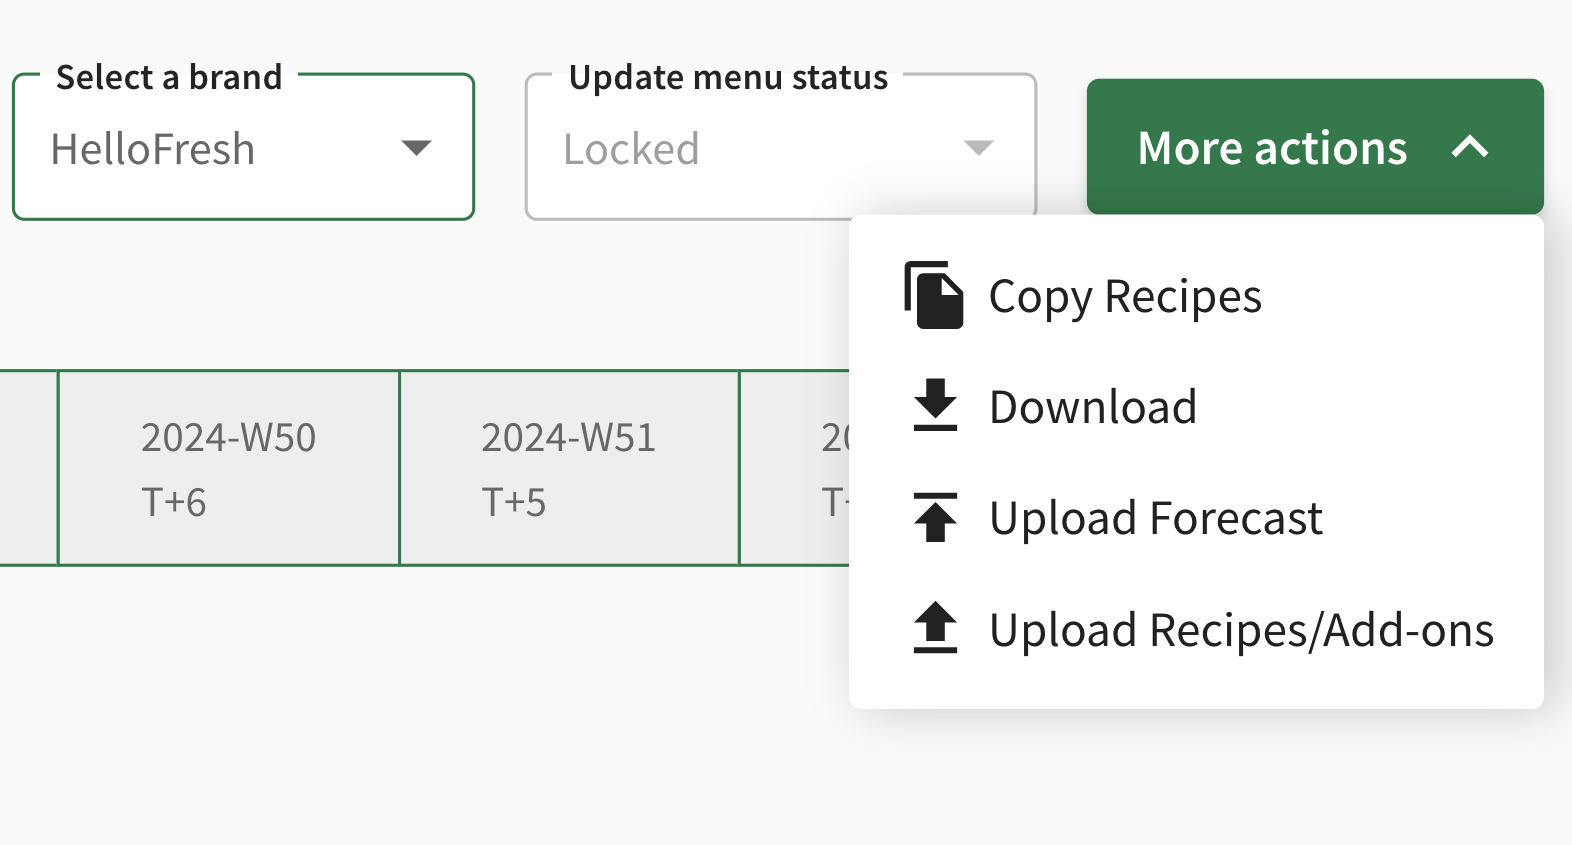 Select a brand
HelloFresh
Update menu status
Locked
More actions
Copy Recipes
Download
Upload Forecast
Upload Recipes/Add-ons
2024-W50
T+6
2024-W51
T+5